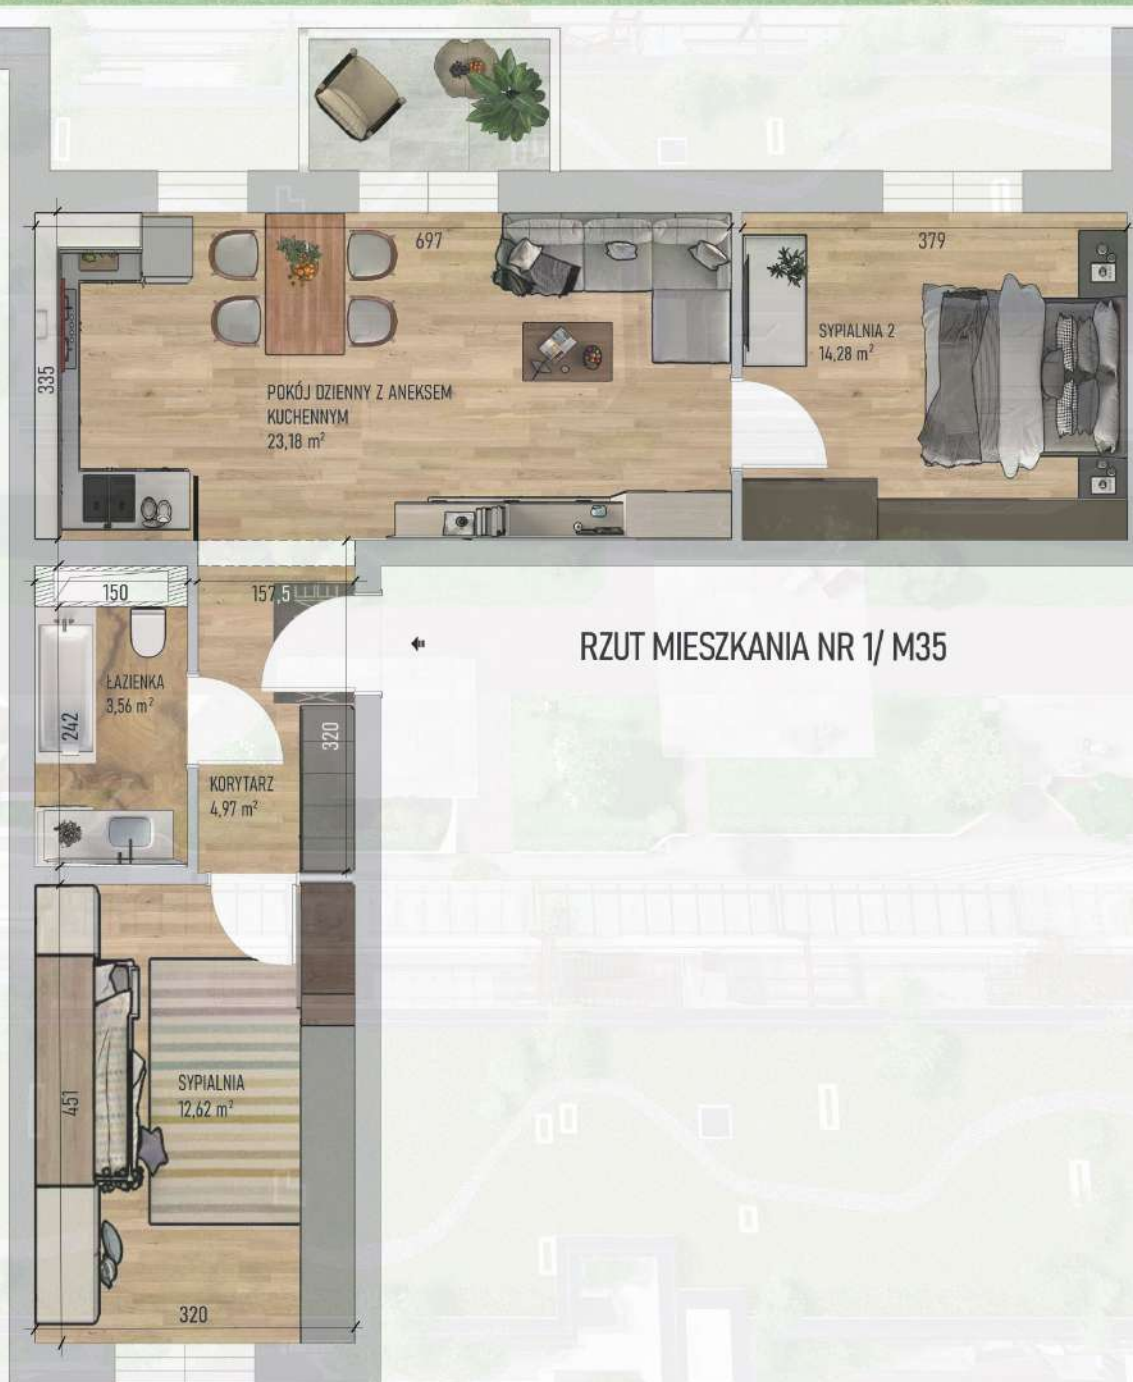 697
379
335
SYPIALNIA 2
14,28 m²
POKÓJ DZIENNY Z ANEKSEM
KUCHENNYM
23,18 m²
150
157,5
RZUT MIESZKANIA NR 1/ M35
ŁAZIENKA
3,56 m²
242
320
KORYTARZ
4,97 m²
SYPIALNIA
12,62 m²
451
320